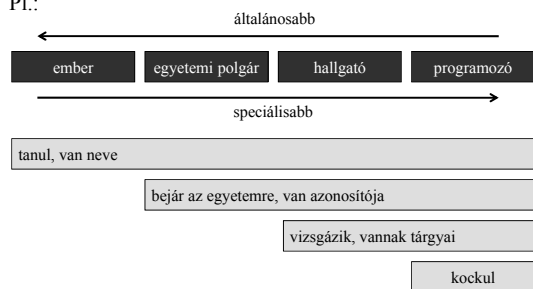 Pl.:
általánosabb
ember egyetemi polgár hallgató programozó
speciálisabb
tanul, van neve
bejár az egyetemre, van azonosítója
vizsgázik, vannak tárgyai
kockul